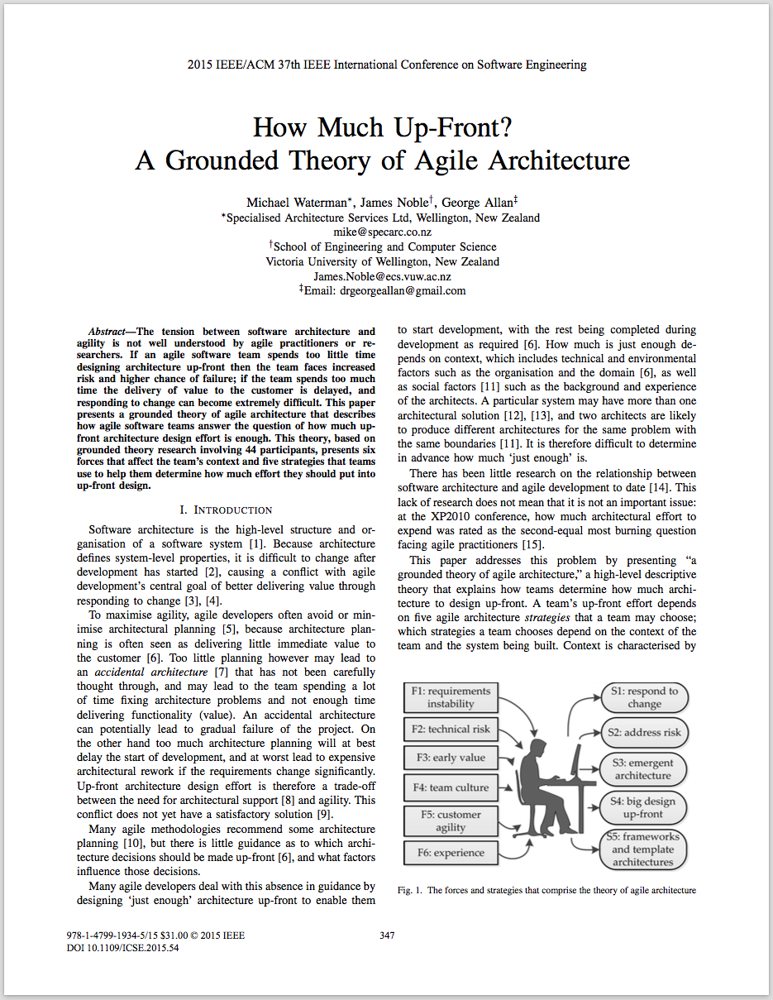 2015 IEEE/ACM 37th IEEE International Conference on Software Engineering
How Much Up-Front?
A Grounded Theory of Agile Architecture
Michael Waterman*, James Noble†, George Allan‡
*Specialised Architecture Services Ltd, Wellington, New Zealand
mike@specarc.co.nz
†School of Engineering and Computer Science
Victoria University of Wellington, New Zealand
James.Noble@ecs.vuw.ac.nz
‡Email: drgeorgeallan@gmail.com
Abstract—The tension between software architecture and
agility is not well understood by agile practitioners or re-
searchers. If an agile software team spends too little time
designing architecture up-front then the team faces increased
risk and higher chance of failure; if the team spends too much
time the delivery of value to the customer is delayed, and
responding to change can become extremely difficult. This paper
presents a grounded theory of agile architecture that describes
how agile software teams answer the question of how much up-
front architecture design effort is enough. This theory, based on
grounded theory research involving 44 participants, presents six
forces that affect the team's context and five strategies that teams
use to help them determine how much effort they should put into
up-front design.
I. INTRODUCTION
Software architecture is the high-level structure and or-
ganisation of a software system [1]. Because architecture
defines system-level properties, it is difficult to change after
development has started [2], causing a conflict with agile
development's central goal of better delivering value through
responding to change [3], [4].
To maximise agility, agile developers often avoid or min-
imise architectural planning [5], because architecture plan-
ning is often seen as delivering little immediate value to
the customer [6]. Too little planning however may lead to
an accidental architecture [7] that has not been carefully
thought through, and may lead to the team spending a lot
of time fixing architecture problems and not enough time
delivering functionality (value). An accidental architecture
can potentially lead to gradual failure of the project. On
the other hand too much architecture planning will at best
delay the start of development, and at worst lead to expensive
architectural rework if the requirements change significantly.
Up-front architecture design effort is therefore a trade-off
between the need for architectural support [8] and agility. This
conflict does not yet have a satisfactory solution [9].
Many agile methodologies recommend some architecture
planning [10], but there is little guidance as to which archi-
tecture decisions should be made up-front [6], and what factors
influence those decisions.
Many agile developers deal with this absence in guidance by
designing 'just enough' architecture up-front to enable them
to start development, with the rest being completed during
development as required [6]. How much is just enough de-
pends on context, which includes technical and environmental
factors such as the organisation and the domain [6], as well
as social factors [11] such as the background and experience
of the architects. A particular system may have more than one
architectural solution [12], [13], and two architects are likely
to produce different architectures for the same problem with
the same boundaries [11]. It is therefore difficult to determine
in advance how much 'just enough' is.
There has been little research on the relationship between
software architecture and agile development to date [14]. This
lack of research does not mean that it is not an important issue:
at the XP2010 conference, how much architectural effort to
expend was rated as the second-equal most burning question
facing agile practitioners [15].
This paper addresses this problem by presenting “a
grounded theory of agile architecture,” a high-level descriptive
theory that explains how teams determine how much archi-
tecture to design up-front. A team's up-front effort depends
on five agile architecture strategies that a team may choose;
which strategies a team chooses depend on the context of the
team and the system being built. Context is characterised by
F1: requirements
instability
F2: technical risk
F3: early value
F4: team culture
F5: customer
agility
F6: experience
S1: respond to
change
S2: address risk
S3: emergent
architecture
S4: big design
up-front
S5: frameworks
and template
architectures
Fig. 1. The forces and strategies that comprise the theory of agile architecture
978-1-4799-1934-5/15 $31.00 © 2015 IEEE
DOI 10.1109/ICSE.2015.54
347